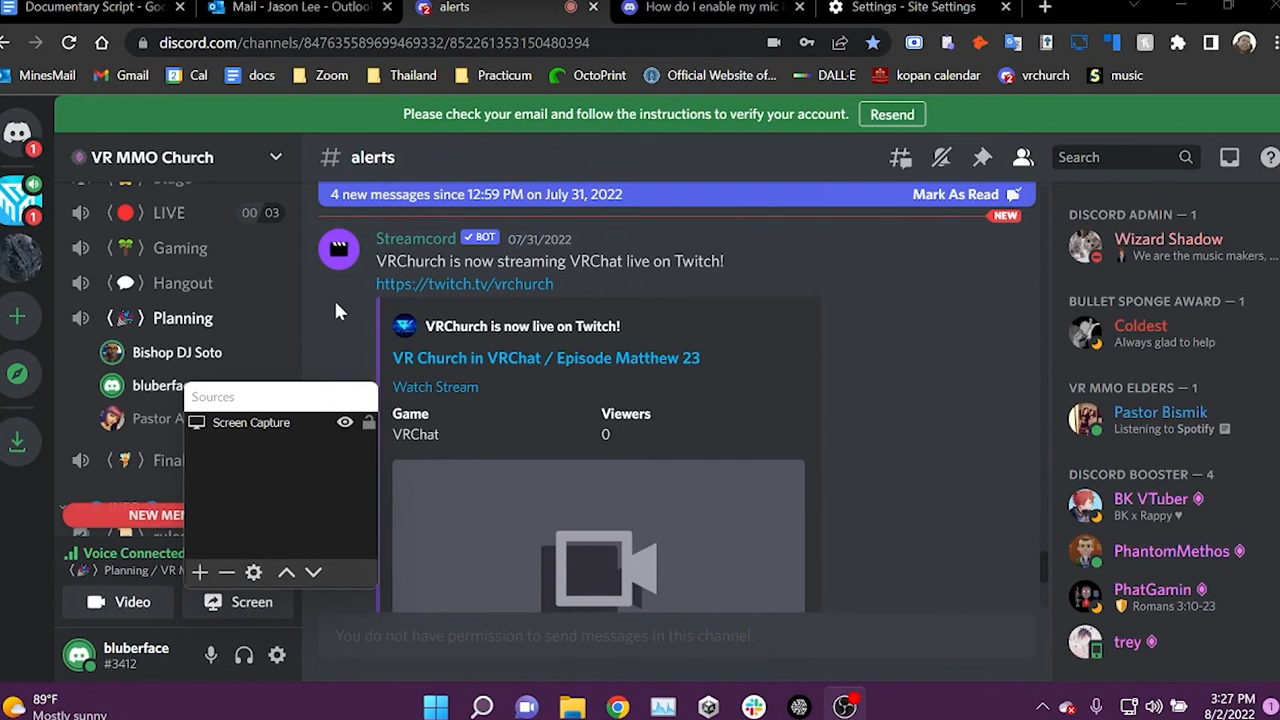 Documentary Script - Go
Mail - Jason Lee - Outloo
alerts
How do I enable my mic
Settings - Site Settings
discord.com/channels/847635589699469332/852261353150480394
MinesMail
Gmail
Cal
docs
Zoom
Thailand
Practicum
OctoPrint
Official Website of...
DALL·E
kopan calendar
vrchurch
music
Please check your email and follow the instructions to verify your account.
Resend
VR MMO Church
alerts
Search
4 new messages since 12:59 PM on July 31, 2022
Mark As Read
NEW
Stage
LIVE
00 03
Gaming
Hangout
Planning
Bishop DJ Soto
bluberfa
Pastor A
Final
NEW MEN
Voice Connected
Planning / VR M
Video
Screen
bluberface
#3412
Sources
Screen Capture
Streamcord
BOT
07/31/2022
VRChurch is now streaming VRChat live on Twitch!
https://twitch.tv/vrchurch
VRChurch is now live on Twitch!
VR Church in VRChat / Episode Matthew 23
Watch Stream
Game
Viewers
VRChat
0
You do not have permission to send messages in this channel.
DISCORD ADMIN — 1
Wizard Shadow
We are the music makers, ...
BULLET SPONGE AWARD — 1
Coldest
Always glad to help
VR MMO ELDERS — 1
Pastor Bismik
Listening to Spotify
DISCORD BOOSTER — 4
BK VTuber
BK x Rappy ♥
PhantomMethos
PhatGamin
Romans 3:10-23
trey
89°F
Mostly sunny
3:27 PM
8/2/2022